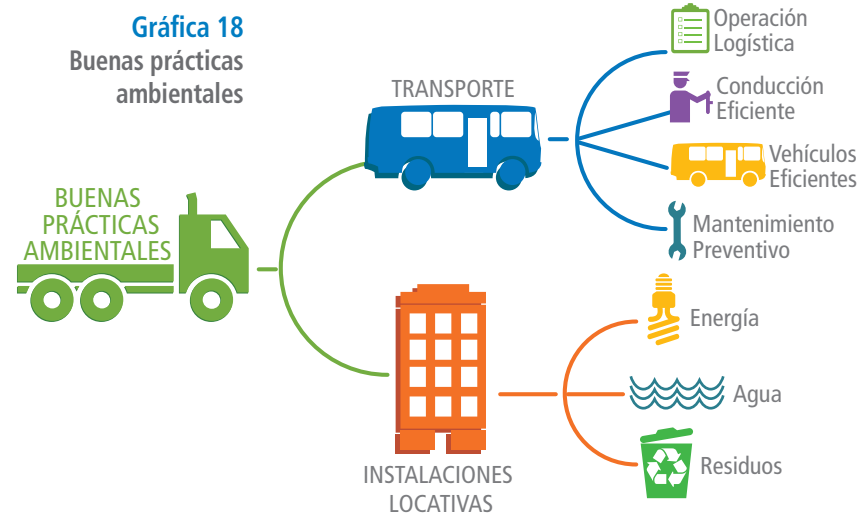 Gráfica 18
Buenas prácticas
ambientales
BUENAS
PRÁCTICAS
AMBIENTALES
TRANSPORTE
Operación
Logística
Conducción
Eficiente
Vehículos
Eficientes
Mantenimiento
Preventivo
INSTALACIONES
LOCATIVAS
Energía
Agua
Residuos